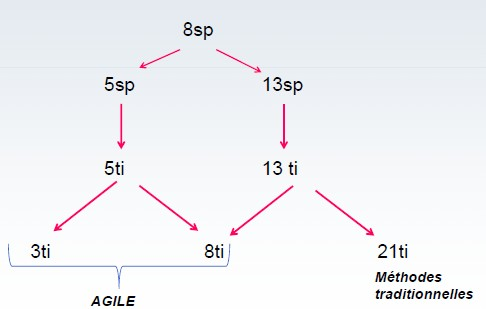 8sp
5sp 13sp
5ti 13 ti
3ti 8ti 21ti
Méthodes
traditionnelles
AGILE